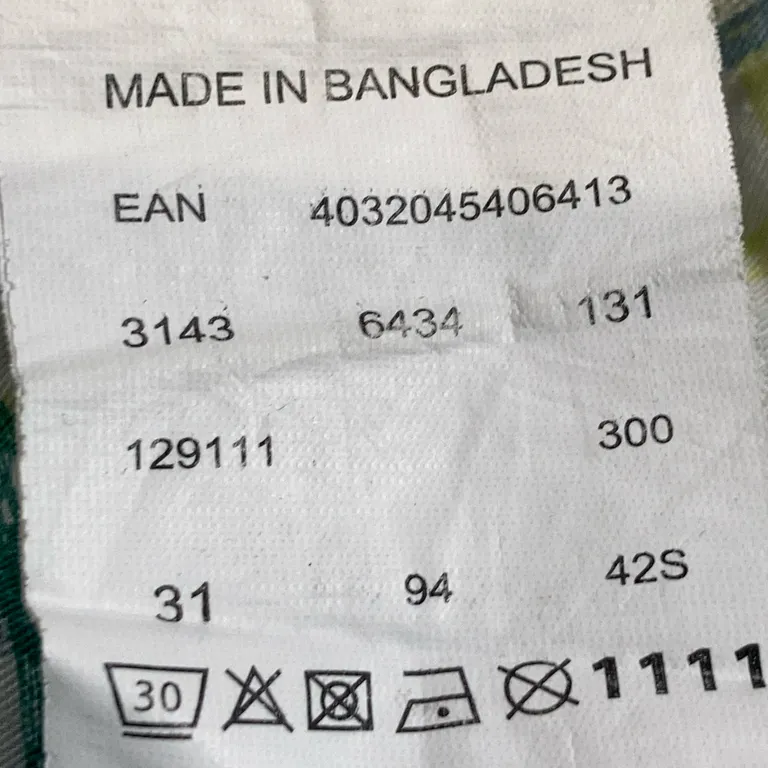 MADE IN BANGLADESH
EAN 4032045406413
3143 6434 131
129111 300
31 94 42S
30 1111